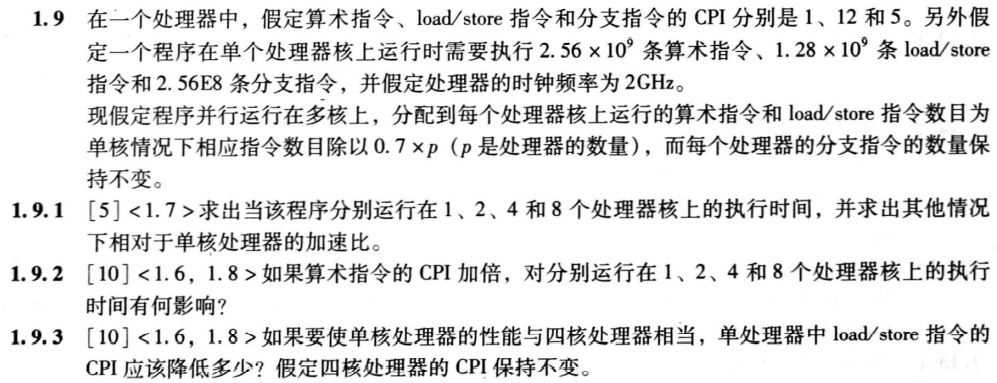 1.9 在一个处理器中，假定算术指令、load/store 指令和分支指令的 CPI 分别是 1、12 和 5。另外假
定一个程序在单个处理器核上运行时需要执行 2.56 × 10⁹ 条算术指令、1.28 × 10⁹ 条 load/store
指令和 2.56E8 条分支指令，并假定处理器的时钟频率为 2GHz。
现假定程序并行运行在多核上，分配到每个处理器核上运行的算术指令和 load/store 指令数目为
单核情况下相应指令数目除以 0.7 × p（p 是处理器的数量），而每个处理器的分支指令的数量保
持不变。
1.9.1 [5] <1.7 >求出当该程序分别运行在 1、2、4 和 8 个处理器核上的执行时间，并求出其他情况
下相对于单核处理器的加速比。
1.9.2 [10] <1.6，1.8 >如果算术指令的 CPI 加倍，对分别运行在 1、2、4 和 8 个处理器核上的执行
时间有何影响？
1.9.3 [10] <1.6，1.8 >如果要使单核处理器的性能与四核处理器相当，单处理器中 load/store 指令的
CPI 应该降低多少？假定四核处理器的 CPI 保持不变。